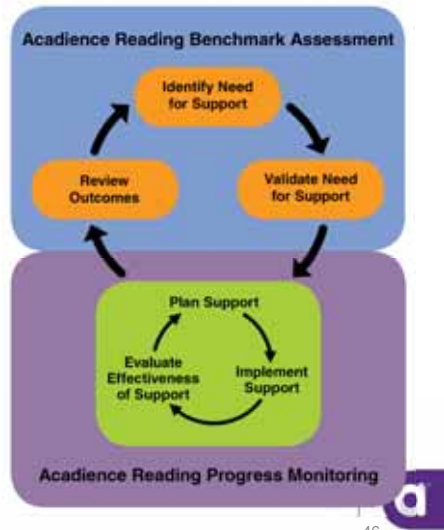 Acadience Reading Benchmark Assessment
Identify Need
for Support
Review
Outcomes
Validate Need
for Support
Plan Support
Evaluate
Effectiveness
of Support
Implement
Support
Acadience Reading Progress Monitoring
a
46